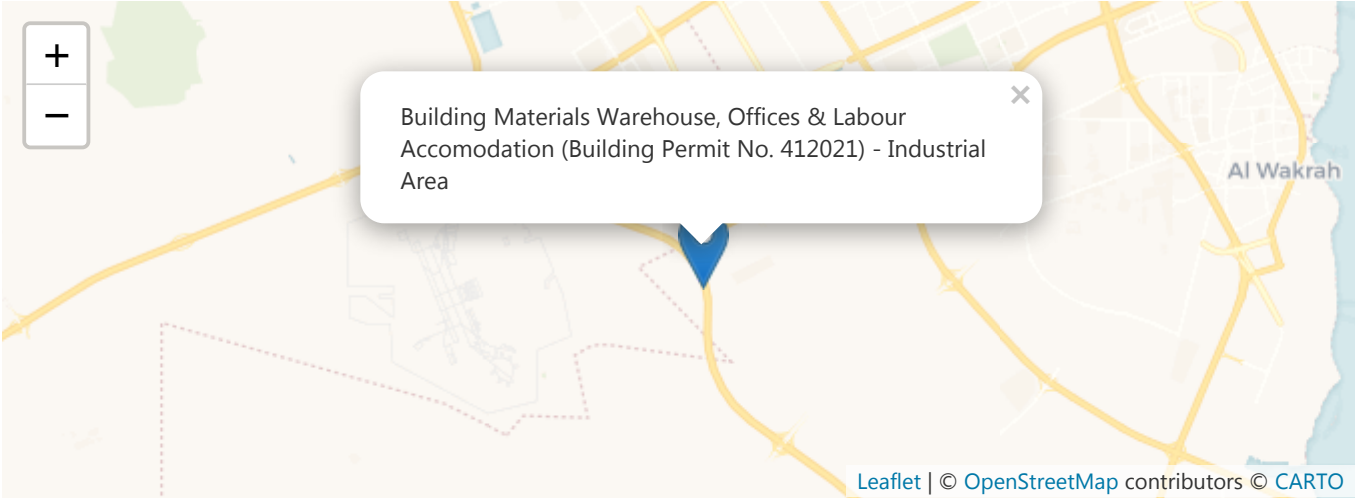 +
−
Building Materials Warehouse, Offices & Labour
Accomodation (Building Permit No. 412021) - Industrial
Area
×
Al Wakrah
Leaflet | © OpenStreetMap contributors © CARTO